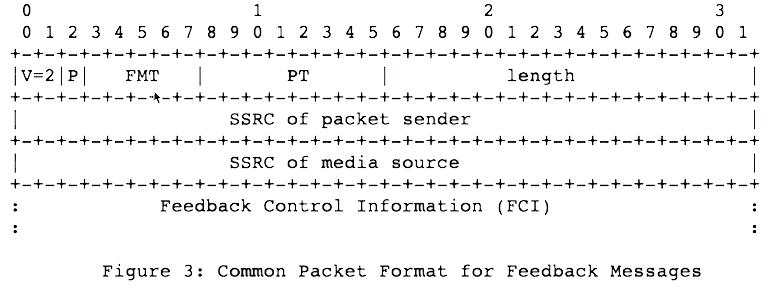 0                   1                   2                   3
0 1 2 3 4 5 6 7 8 9 0 1 2 3 4 5 6 7 8 9 0 1 2 3 4 5 6 7 8 9 0 1
+-+-+-+-+-+-+-+-+-+-+-+-+-+-+-+-+-+-+-+-+-+-+-+-+-+-+-+-+-+-+-+-+
|V=2|P|   FMT   |       PT      |          length               |
+-+-+-+-+-+-+-+-+-+-+-+-+-+-+-+-+-+-+-+-+-+-+-+-+-+-+-+-+-+-+-+-+
|                  SSRC of packet sender                        |
+-+-+-+-+-+-+-+-+-+-+-+-+-+-+-+-+-+-+-+-+-+-+-+-+-+-+-+-+-+-+-+-+
|                  SSRC of media source                         |
+-+-+-+-+-+-+-+-+-+-+-+-+-+-+-+-+-+-+-+-+-+-+-+-+-+-+-+-+-+-+-+-+
:            Feedback Control Information (FCI)                 :
:                                                               :
Figure 3: Common Packet Format for Feedback Messages